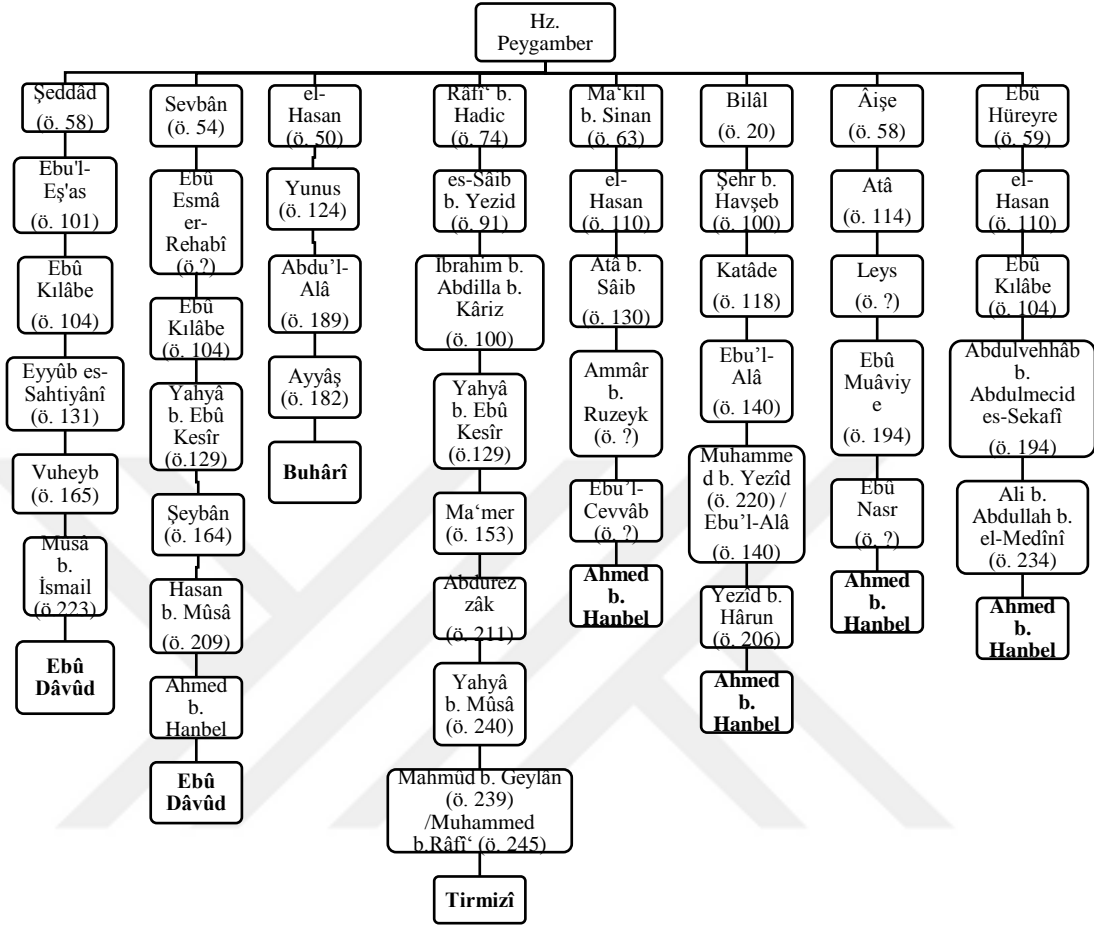 Hz.
Peygamber
Şeddâd
(ö. 58)
Ebu'l-
Eş'as
(ö. 101)
Ebû
Kılâbe
(ö. 104)
Eyyûb es-
Sahtiyânî
(ö. 131)
Vuheyb
(ö. 165)
Mûsâ
b.
İsmail
(ö.223)
Ebû
Dâvûd
Sevbân
(ö. 54)
Ebû
Esmâ
er-
Rehabî
(ö.?)
Ebû
Kılâbe
(ö. 104)
Yahyâ
b. Ebû
Kesîr
(ö.129)
Şeybân
(ö. 164)
Hasan
b. Mûsâ
(ö. 209)
Ahmed
b.
Hanbel
Ebû
Dâvûd
el-
Hasan
(ö. 50)
Yunus
(ö. 124)
Abdu’l-
Alâ
(ö. 189)
Ayyâş
(ö. 182)
Buhârî
Râfi‘ b.
Hadic
(ö. 74)
es-Sâib
b. Yezid
(ö. 91)
Ibrahim b.
Abdilla b.
Kâriz
(ö. 100)
Yahyâ
b. Ebû
Kesîr
(ö.129)
Ma‘mer
(ö. 153)
Abdurez
zâk
(ö. 211)
Yahyâ
b. Mûsâ
(ö. 240)
Mahmûd b. Geylân
(ö. 239)
/Muhammed
b.Râfi‘ (ö. 245)
Tirmizî
Ma‘kıl
b. Sinan
(ö. 63)
el-
Hasan
(ö. 110)
Atâ b.
Sâib
(ö. 130)
Ammâr
b.
Ruzeyk
(ö. ?)
Ebu’l-
Cevvâb
(ö. ?)
Ahmed
b.
Hanbel
Bilâl
(ö. 20)
Şehr b.
Havşeb
(ö. 100)
Katâde
(ö. 118)
Ebu’l-
Alâ
(ö. 140)
Muhamme
d b. Yezîd
(ö. 220) /
Ebu’l-Alâ
(ö. 140)
Yezîd b.
Hârun
(ö. 206)
Ahmed
b.
Hanbel
Âişe
(ö. 58)
Atâ
(ö. 114)
Leys
(ö. ?)
Ebû
Muâviy
e
(ö. 194)
Ebû
Nasr
(ö. ?)
Ahmed
b.
Hanbel
Ebû
Hüreyre
(ö. 59)
el-
Hasan
(ö. 110)
Ebû
Kılâbe
(ö. 104)
Abdulvehhâb
b.
Abdulmecid
es-Sekafî
(ö. 194)
Ali b.
Abdullah b.
el-Medînî
(ö. 234)
Ahmed
b.
Hanbel